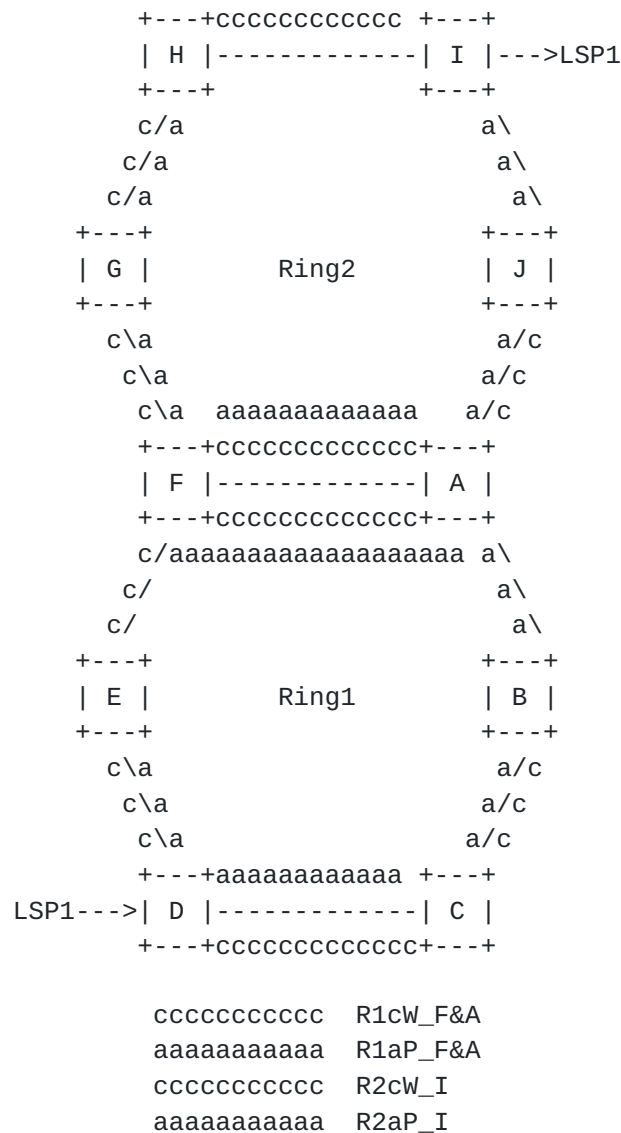 +---+cccccccccccc +---+
        | H |-------------| I |--->LSP1
        +---+             +---+
        c/a                   a\
       c/a                     a\
      c/a                       a\
    +---+                     +---+
    | G |        Ring2        | J |
    +---+                     +---+
      c\a                      a/c
       c\a                    a/c
        c\a  aaaaaaaaaaaaa   a/c
        +---+ccccccccccccc+---+
        | F |-------------| A |
        +---+ccccccccccccc+---+
        c/aaaaaaaaaaaaaaaaaaa a\
       c/                      a\
      c/                        a\
    +---+                     +---+
    | E |        Ring1        | B |
    +---+                     +---+
      c\a                      a/c
       c\a                    a/c
        c\a                  a/c
        +---+aaaaaaaaaaaa +---+
LSP1--->| D |-------------| C |
        +---+ccccccccccccc+---+
         ccccccccccc  R1cW_F&A
         aaaaaaaaaaa  R1aP_F&A
         ccccccccccc  R2cW_I
         aaaaaaaaaaa  R2aP_I